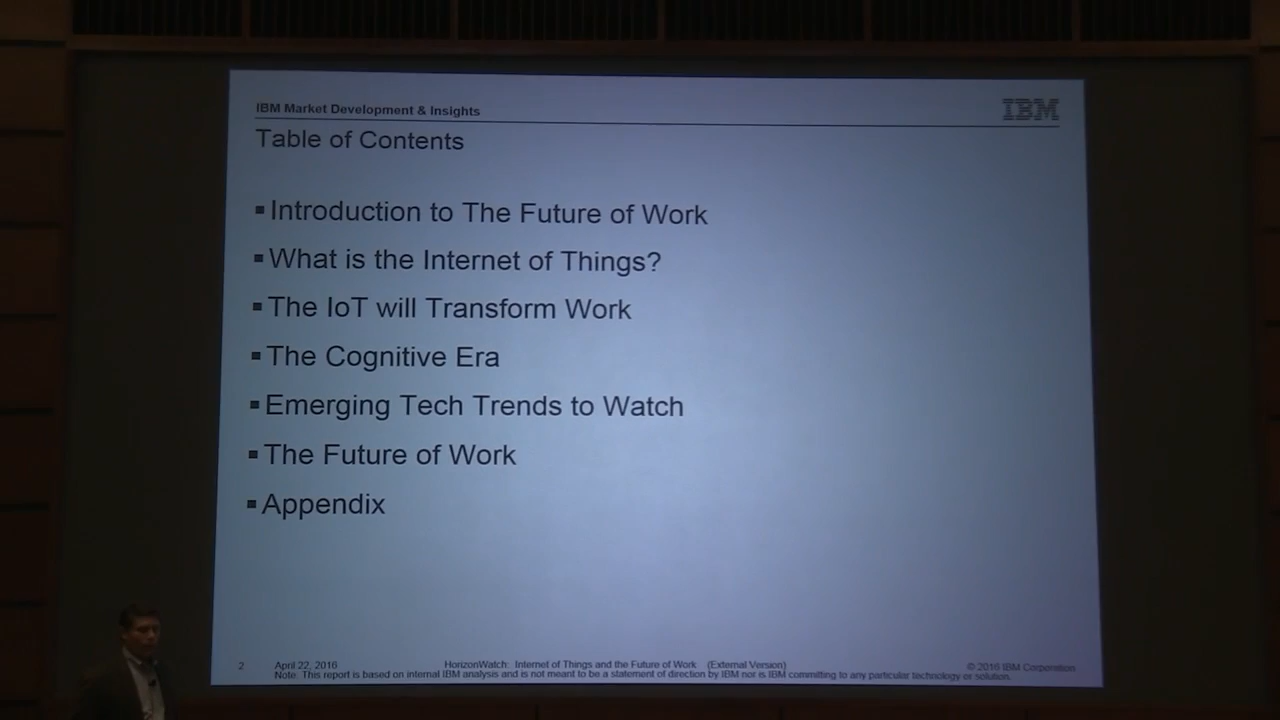 IBM Market Development & Insights
IBM
Table of Contents
▪ Introduction to The Future of Work
▪ What is the Internet of Things?
▪ The IoT will Transform Work
▪ The Cognitive Era
▪ Emerging Tech Trends to Watch
▪ The Future of Work
▪ Appendix
2 April 22, 2016 HorizonWatch: Internet of Things and the Future of Work (External Version) © 2016 IBM Corporation
Note. This report is based on internal IBM analysis and is not meant to be a statement of direction by IBM nor is IBM committing to any particular technology or solution.